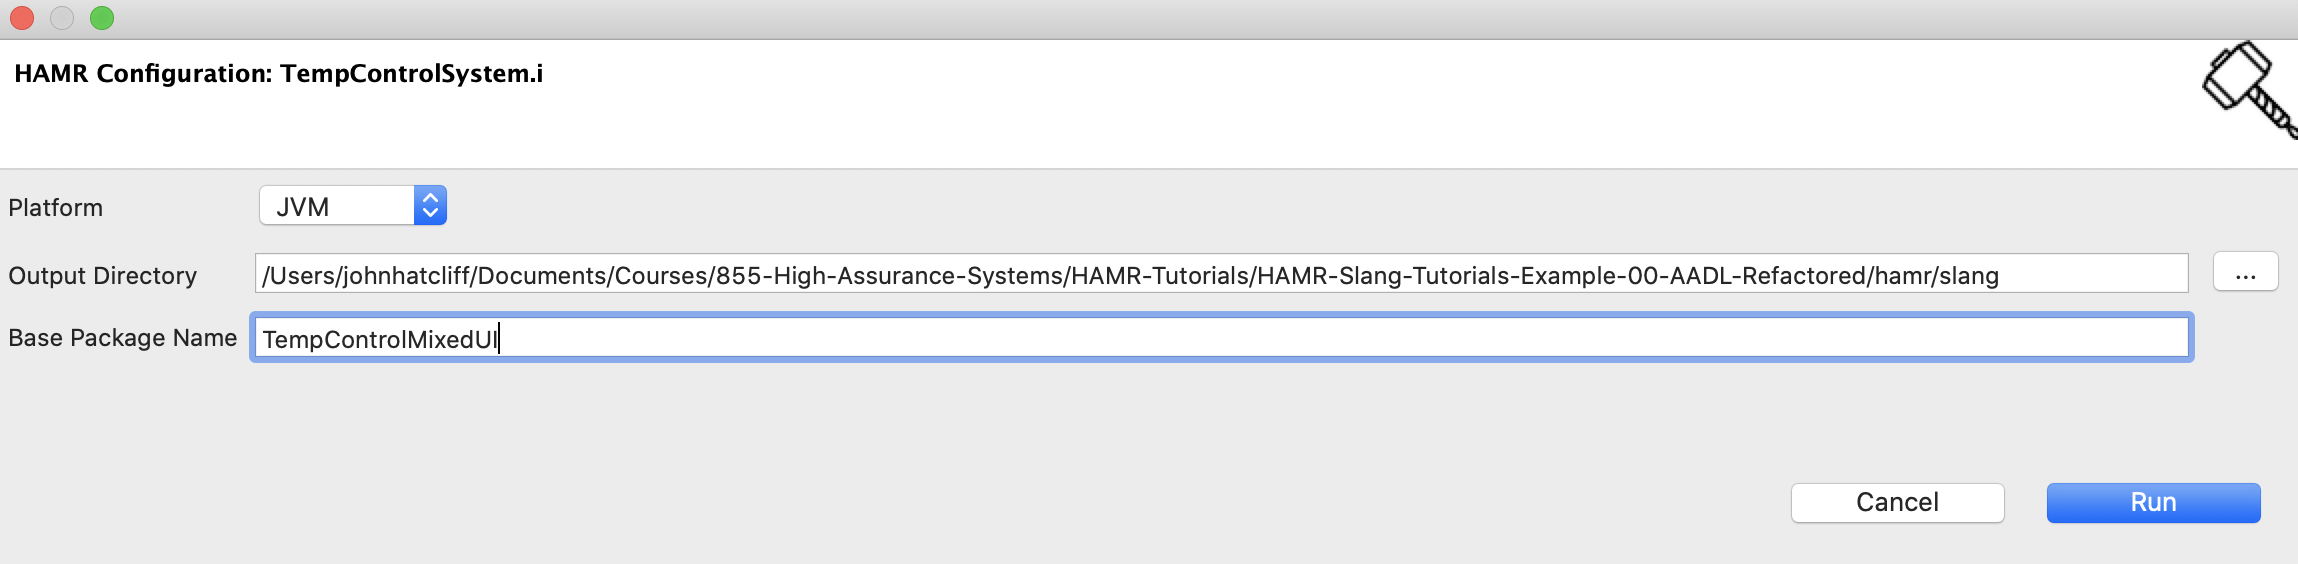 HAMR Configuration: TempControlSystem.i
Platform JVM
Output Directory /Users/johnhatcliff/Documents/Courses/855-High-Assurance-Systems/HAMR-Tutorials/HAMR-Slang-Tutorials-Example-00-AADL-Refactored/hamr/slang ...
Base Package Name TempControlMixedUI
Cancel Run